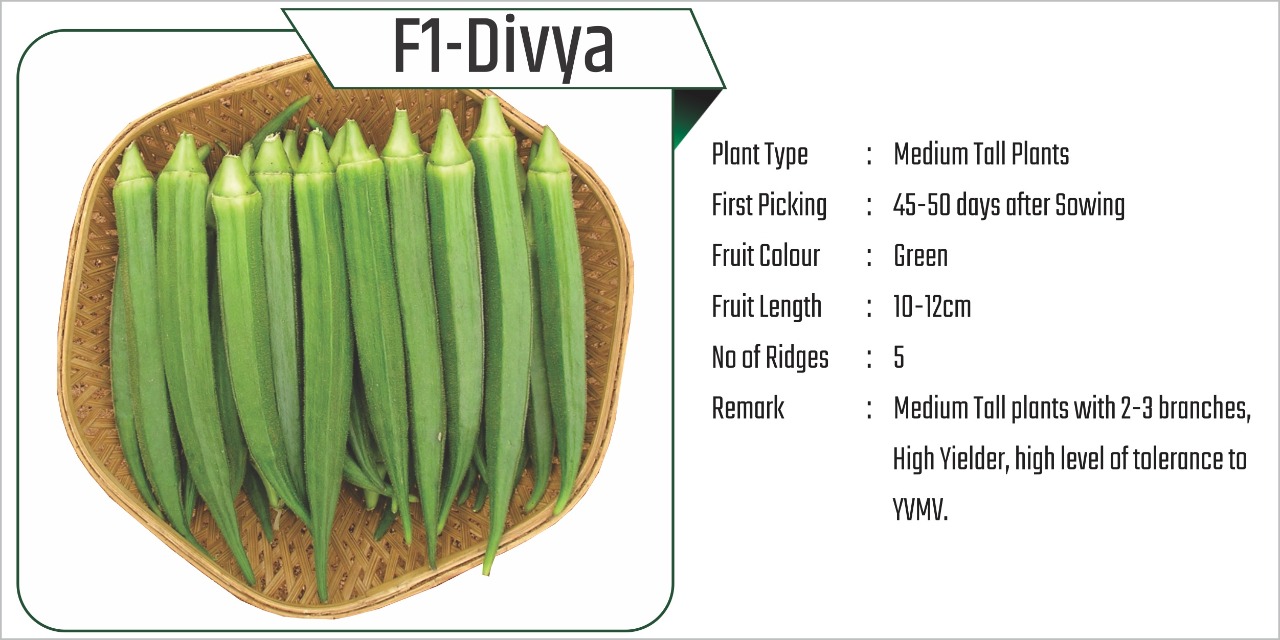 F1-Divya
Plant Type : Medium Tall Plants
First Picking : 45-50 days after Sowing
Fruit Colour : Green
Fruit Length : 10-12cm
No of Ridges : 5
Remark : Medium Tall plants with 2-3 branches,
High Yielder, high level of tolerance to
YVMV.